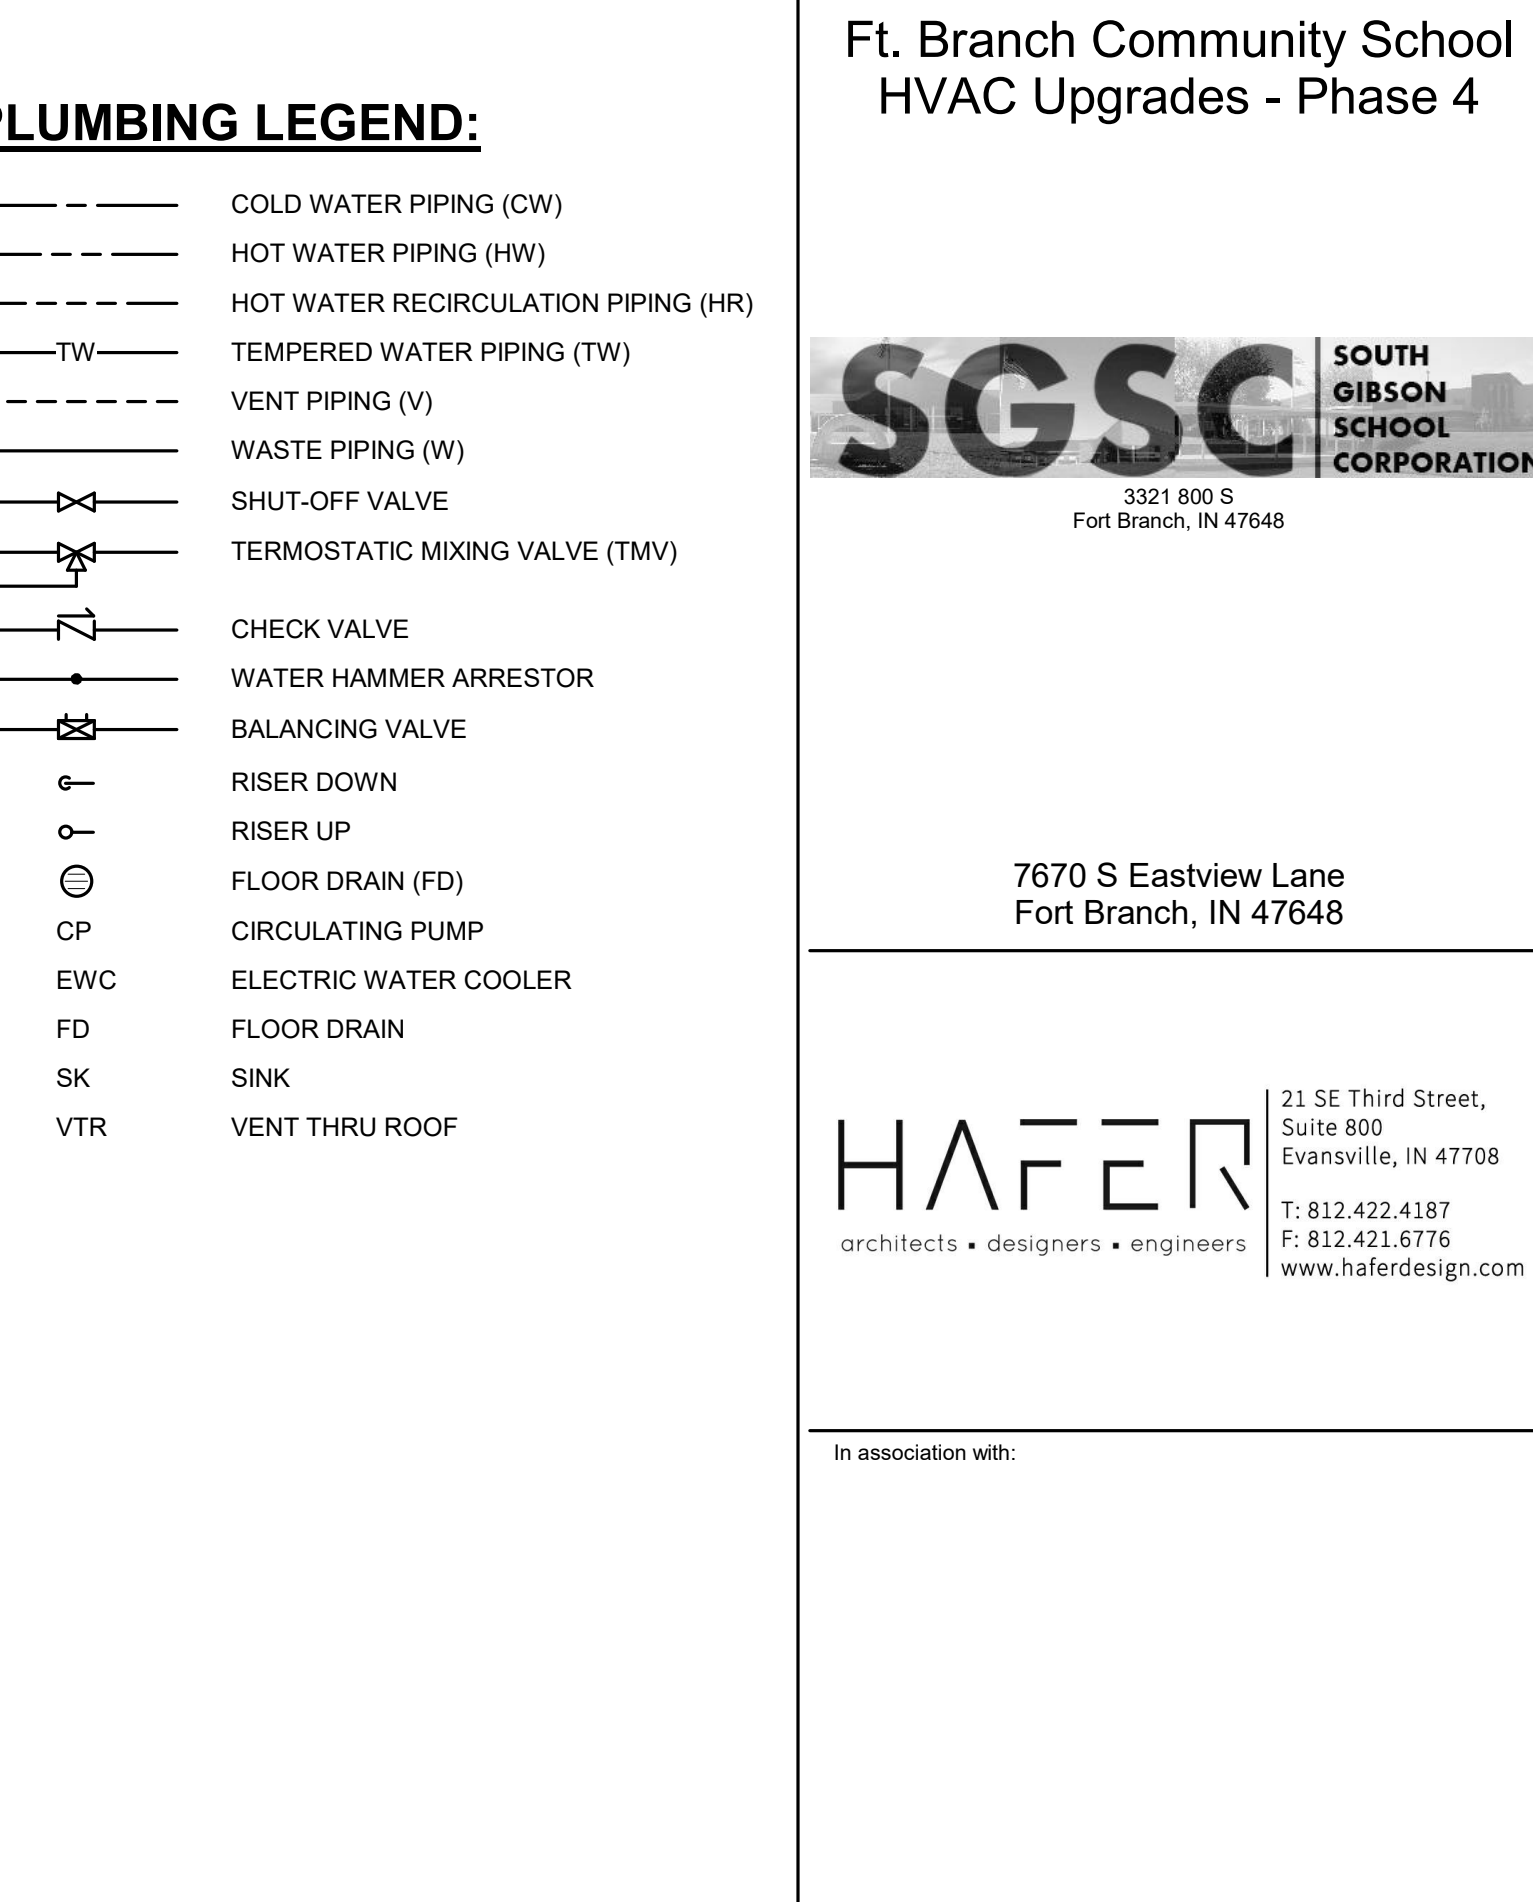 PLUMBING LEGEND:
COLD WATER PIPING (CW)
HOT WATER PIPING (HW)
HOT WATER RECIRCULATION PIPING (HR)
TW TEMPERED WATER PIPING (TW)
VENT PIPING (V)
WASTE PIPING (W)
SHUT-OFF VALVE
TERMOSTATIC MIXING VALVE (TMV)
CHECK VALVE
WATER HAMMER ARRESTOR
BALANCING VALVE
RISER DOWN
RISER UP
FLOOR DRAIN (FD)
CP CIRCULATING PUMP
EWC ELECTRIC WATER COOLER
FD FLOOR DRAIN
SK SINK
VTR VENT THRU ROOF
Ft. Branch Community School
HVAC Upgrades - Phase 4
SGSC
SOUTH
GIBSON
SCHOOL
CORPORATION
3321 800 S
Fort Branch, IN 47648
7670 S Eastview Lane
Fort Branch, IN 47648
HAFER
architects ▪ designers ▪ engineers
21 SE Third Street,
Suite 800
Evansville, IN 47708
T: 812.422.4187
F: 812.421.6776
www.haferdesign.com
In association with: